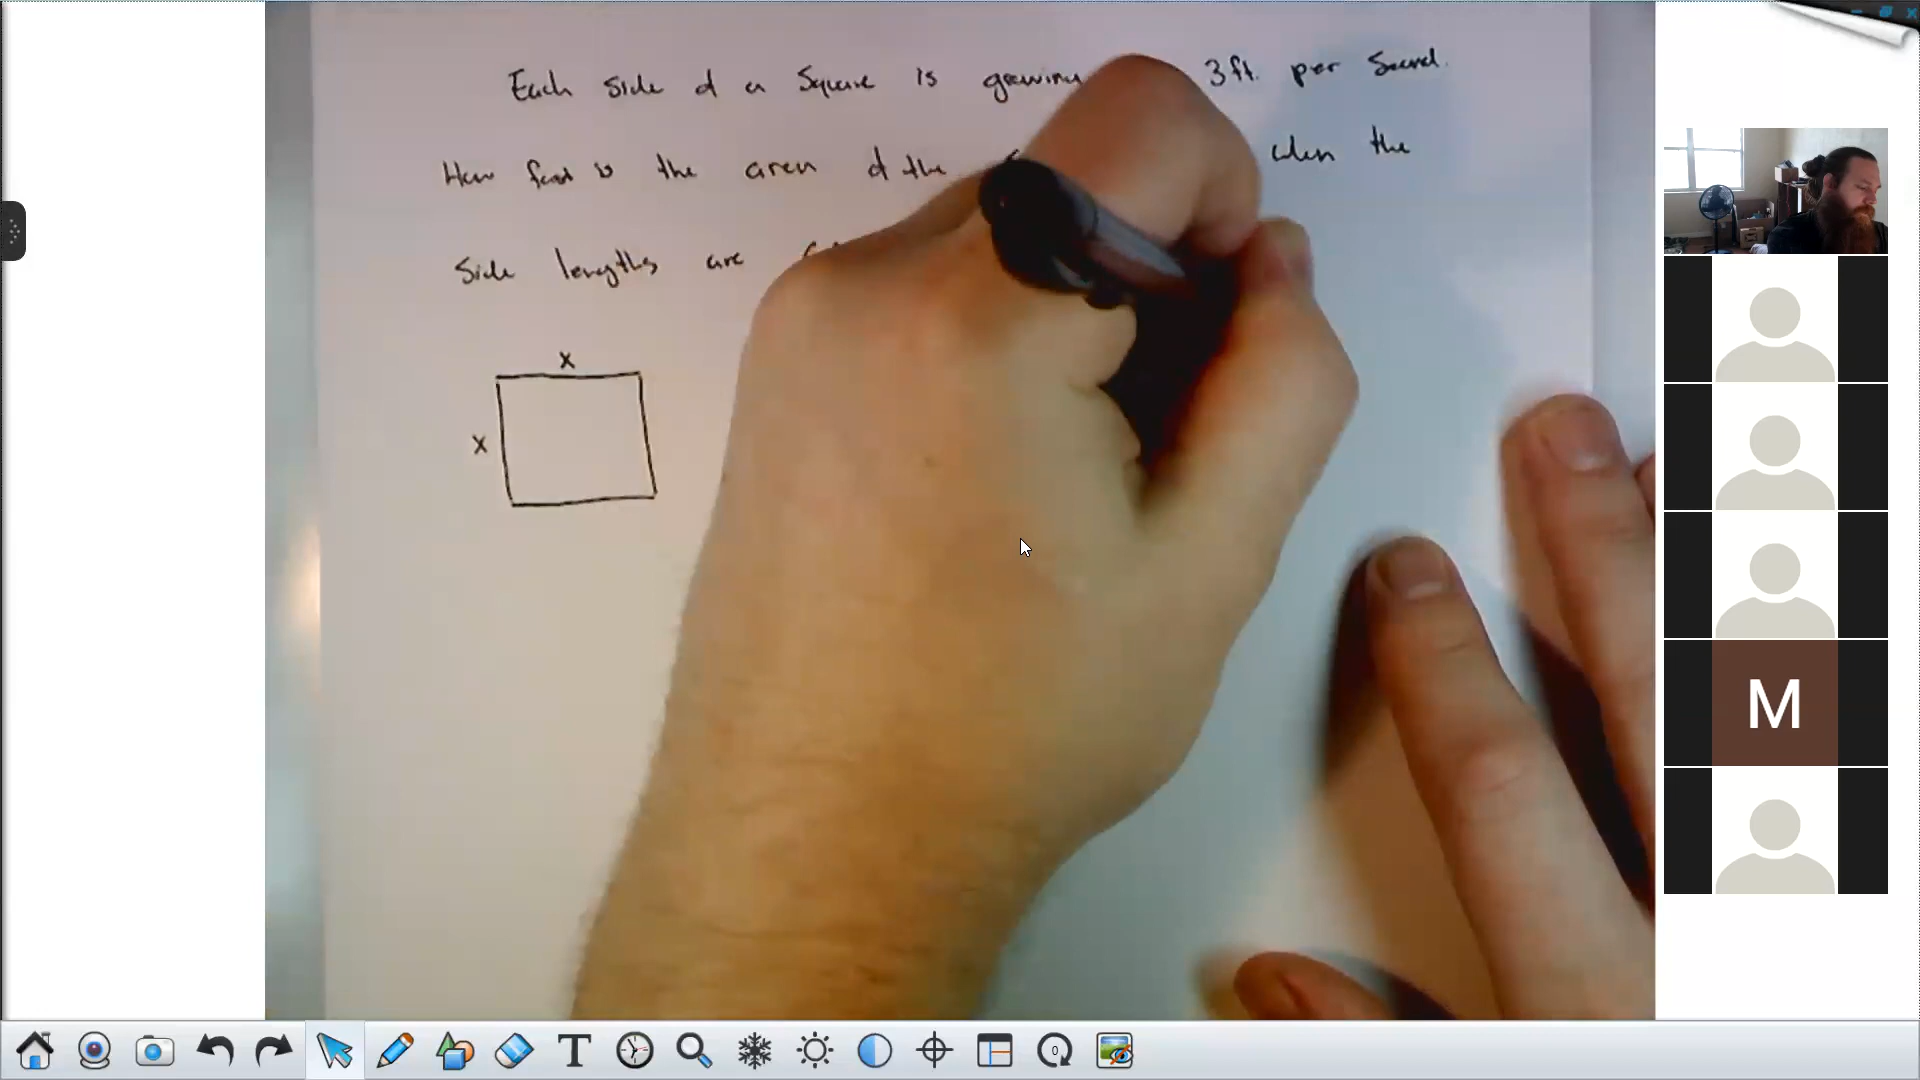 Each side of a Square is growing 3ft. per Second.
How fast is the area of the when the
Side lengths are
x
x
M
T
0